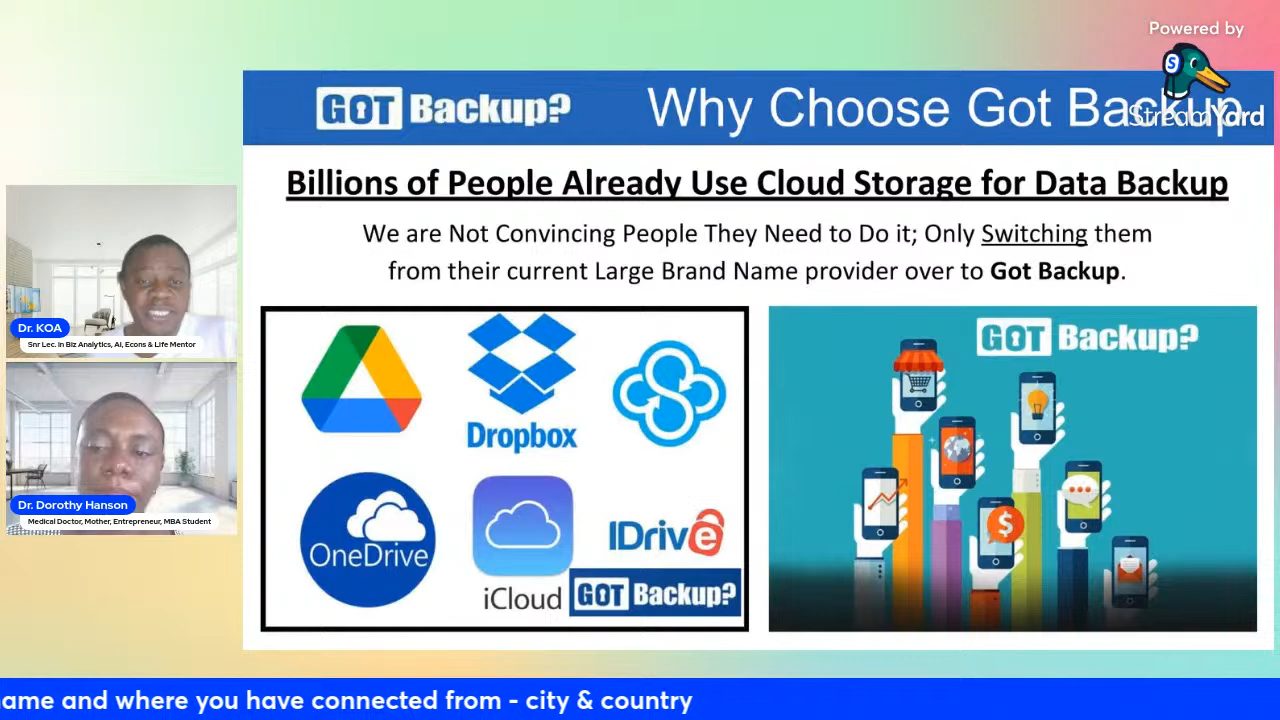 Powered by
StreamYard
GOT Backup?
Why Choose Got Backup
Billions of People Already Use Cloud Storage for Data Backup
We are Not Convincing People They Need to Do it; Only Switching them
from their current Large Brand Name provider over to Got Backup.
Dropbox
OneDrive
iCloud
IDrive
GOT Backup?
GOT Backup?
Dr. KOA
Snr Lec. in Biz Analytics, AI, Econs & Life Mentor
Dr. Dorothy Hanson
Medical Doctor, Mother, Entrepreneur, MBA Student
ame and where you have connected from - city & country